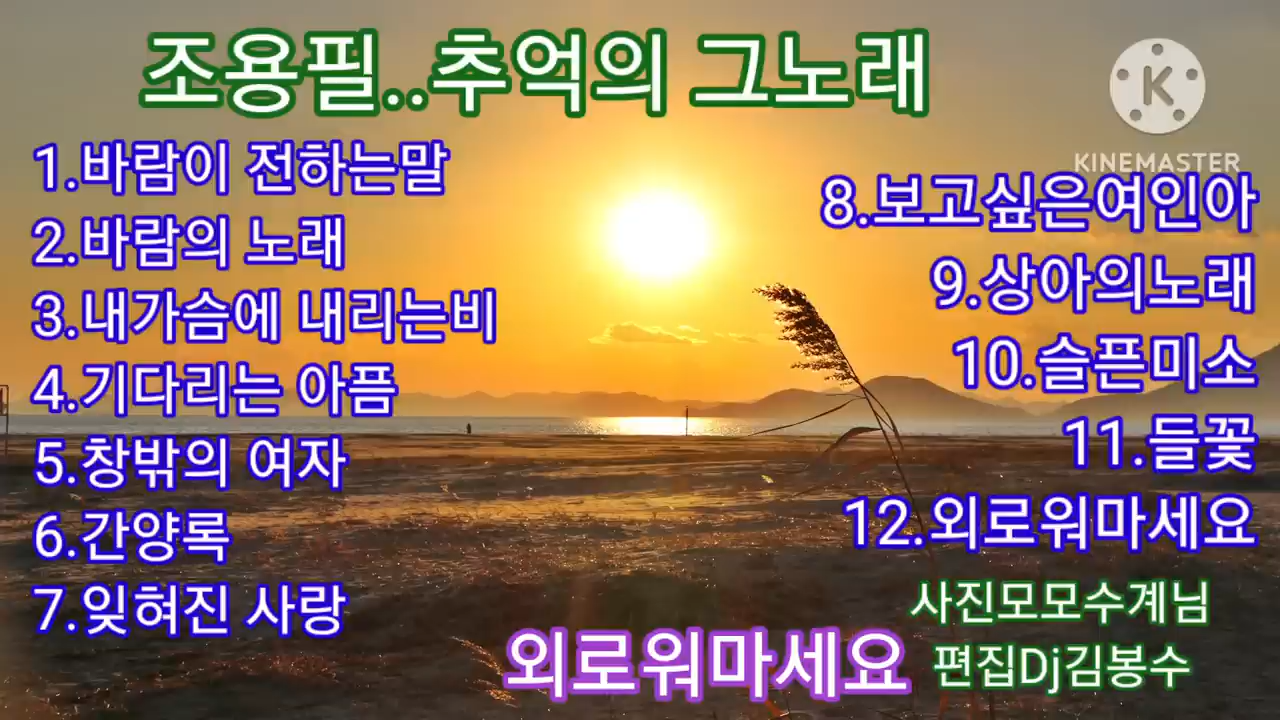 조용필..추억의 그노래
1.바람이 전하는말
2.바람의 노래
3.내가슴에 내리는비
4.기다리는 아픔
5.창밖의 여자
6.간양록
7.잊혀진 사랑
K
KINEMASTER
8.보고싶은여인아
9.상아의노래
10.슬픈미소
11.들꽃
12.외로워마세요
사진모모수계님
편집Dj김봉수
외로워마세요